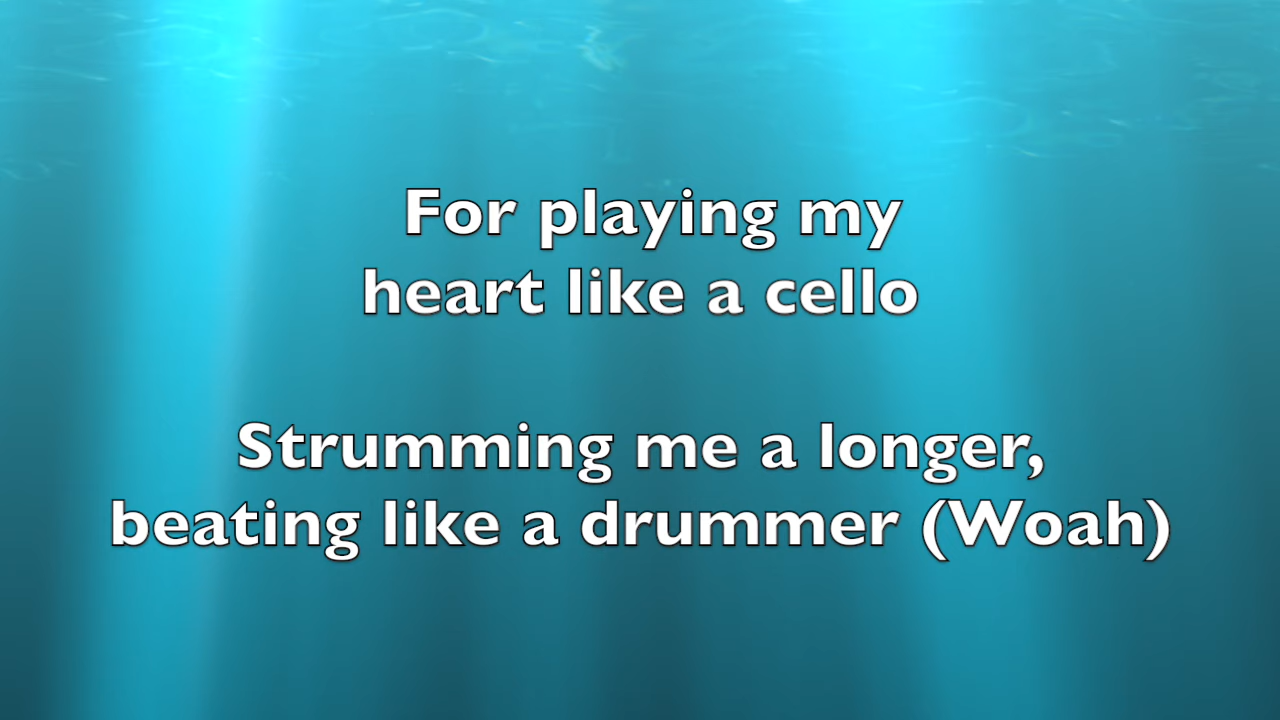 For playing my
heart like a cello
Strumming me a longer,
beating like a drummer (Woah)